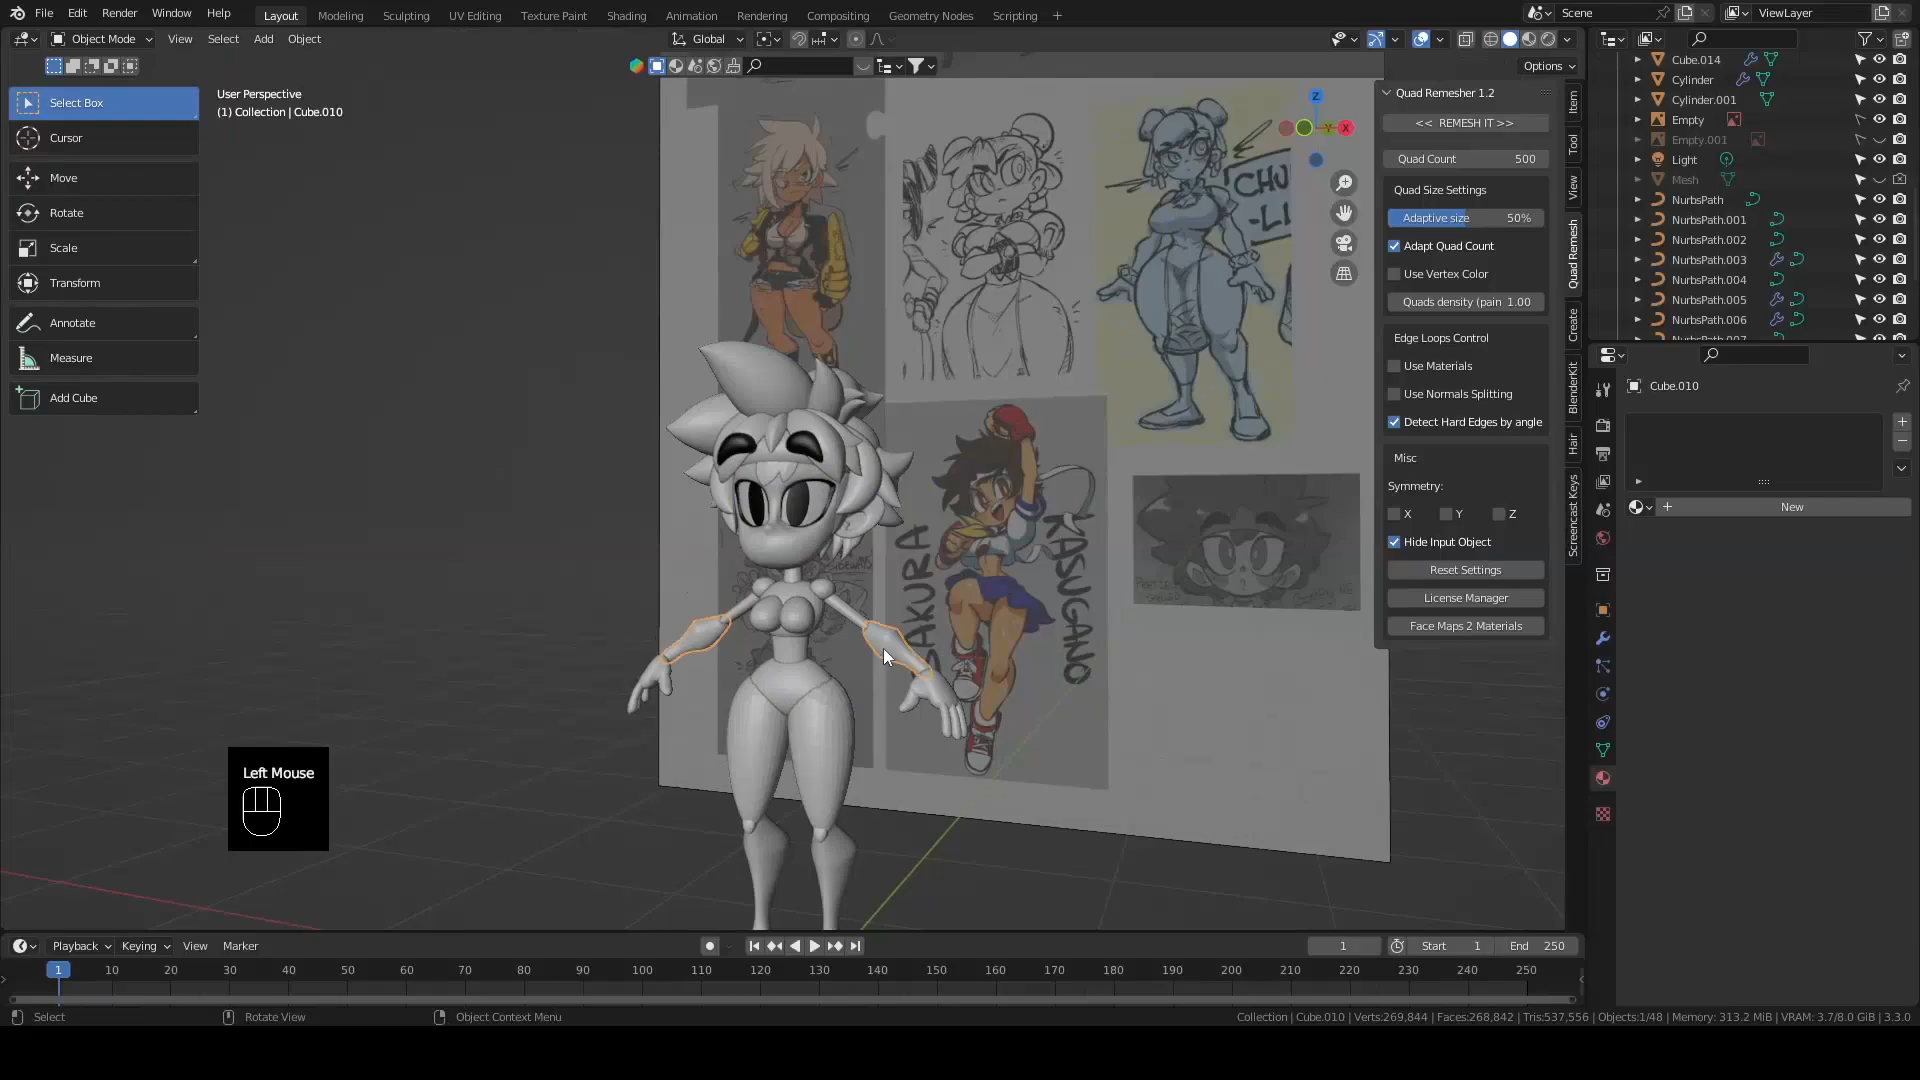 File Edit Render Window Help
Layout Modeling Sculpting UV Editing Texture Paint Shading Animation Rendering Compositing Geometry Nodes Scripting +
Scene
ViewLayer
Object Mode View Select Add Object
Global
Options
Select Box
Cursor
Move
Rotate
Scale
Transform
Annotate
Measure
Add Cube
User Perspective
(1) Collection | Cube.010
Left Mouse
SAKURA
KASUGANO
Z
Y
X
Quad Remesher 1.2
<< REMESH IT >>
Quad Count 500
Quad Size Settings
Adaptive size 50%
Adapt Quad Count
Use Vertex Color
Quads density (pain 1.00
Edge Loops Control
Use Materials
Use Normals Splitting
Detect Hard Edges by angle
Misc
Symmetry:
X Y Z
Hide Input Object
Reset Settings
License Manager
Face Maps 2 Materials
Item
Tool
View
Quad Remesh
Create
BlenderKit
Hair
Screencast Keys
Cube.014
Cylinder
Cylinder.001
Empty
Empty.001
Light
Mesh
NurbsPath
NurbsPath.001
NurbsPath.002
NurbsPath.003
NurbsPath.004
NurbsPath.005
NurbsPath.006
Cube.010
New
Playback Keying View Marker
1 Start 1 End 250
1 10 20 30 40 50 60 70 80 90 100 110 120 130 140 150 160 170 180 190 200 210 220 230 240 250
Select Rotate View Object Context Menu
Collection | Cube.010 | Verts:269,844 | Faces:268,842 | Tris:537,556 | Objects:1/48 | Memory: 313.2 MiB | VRAM: 3.7/8.0 GiB | 3.3.0